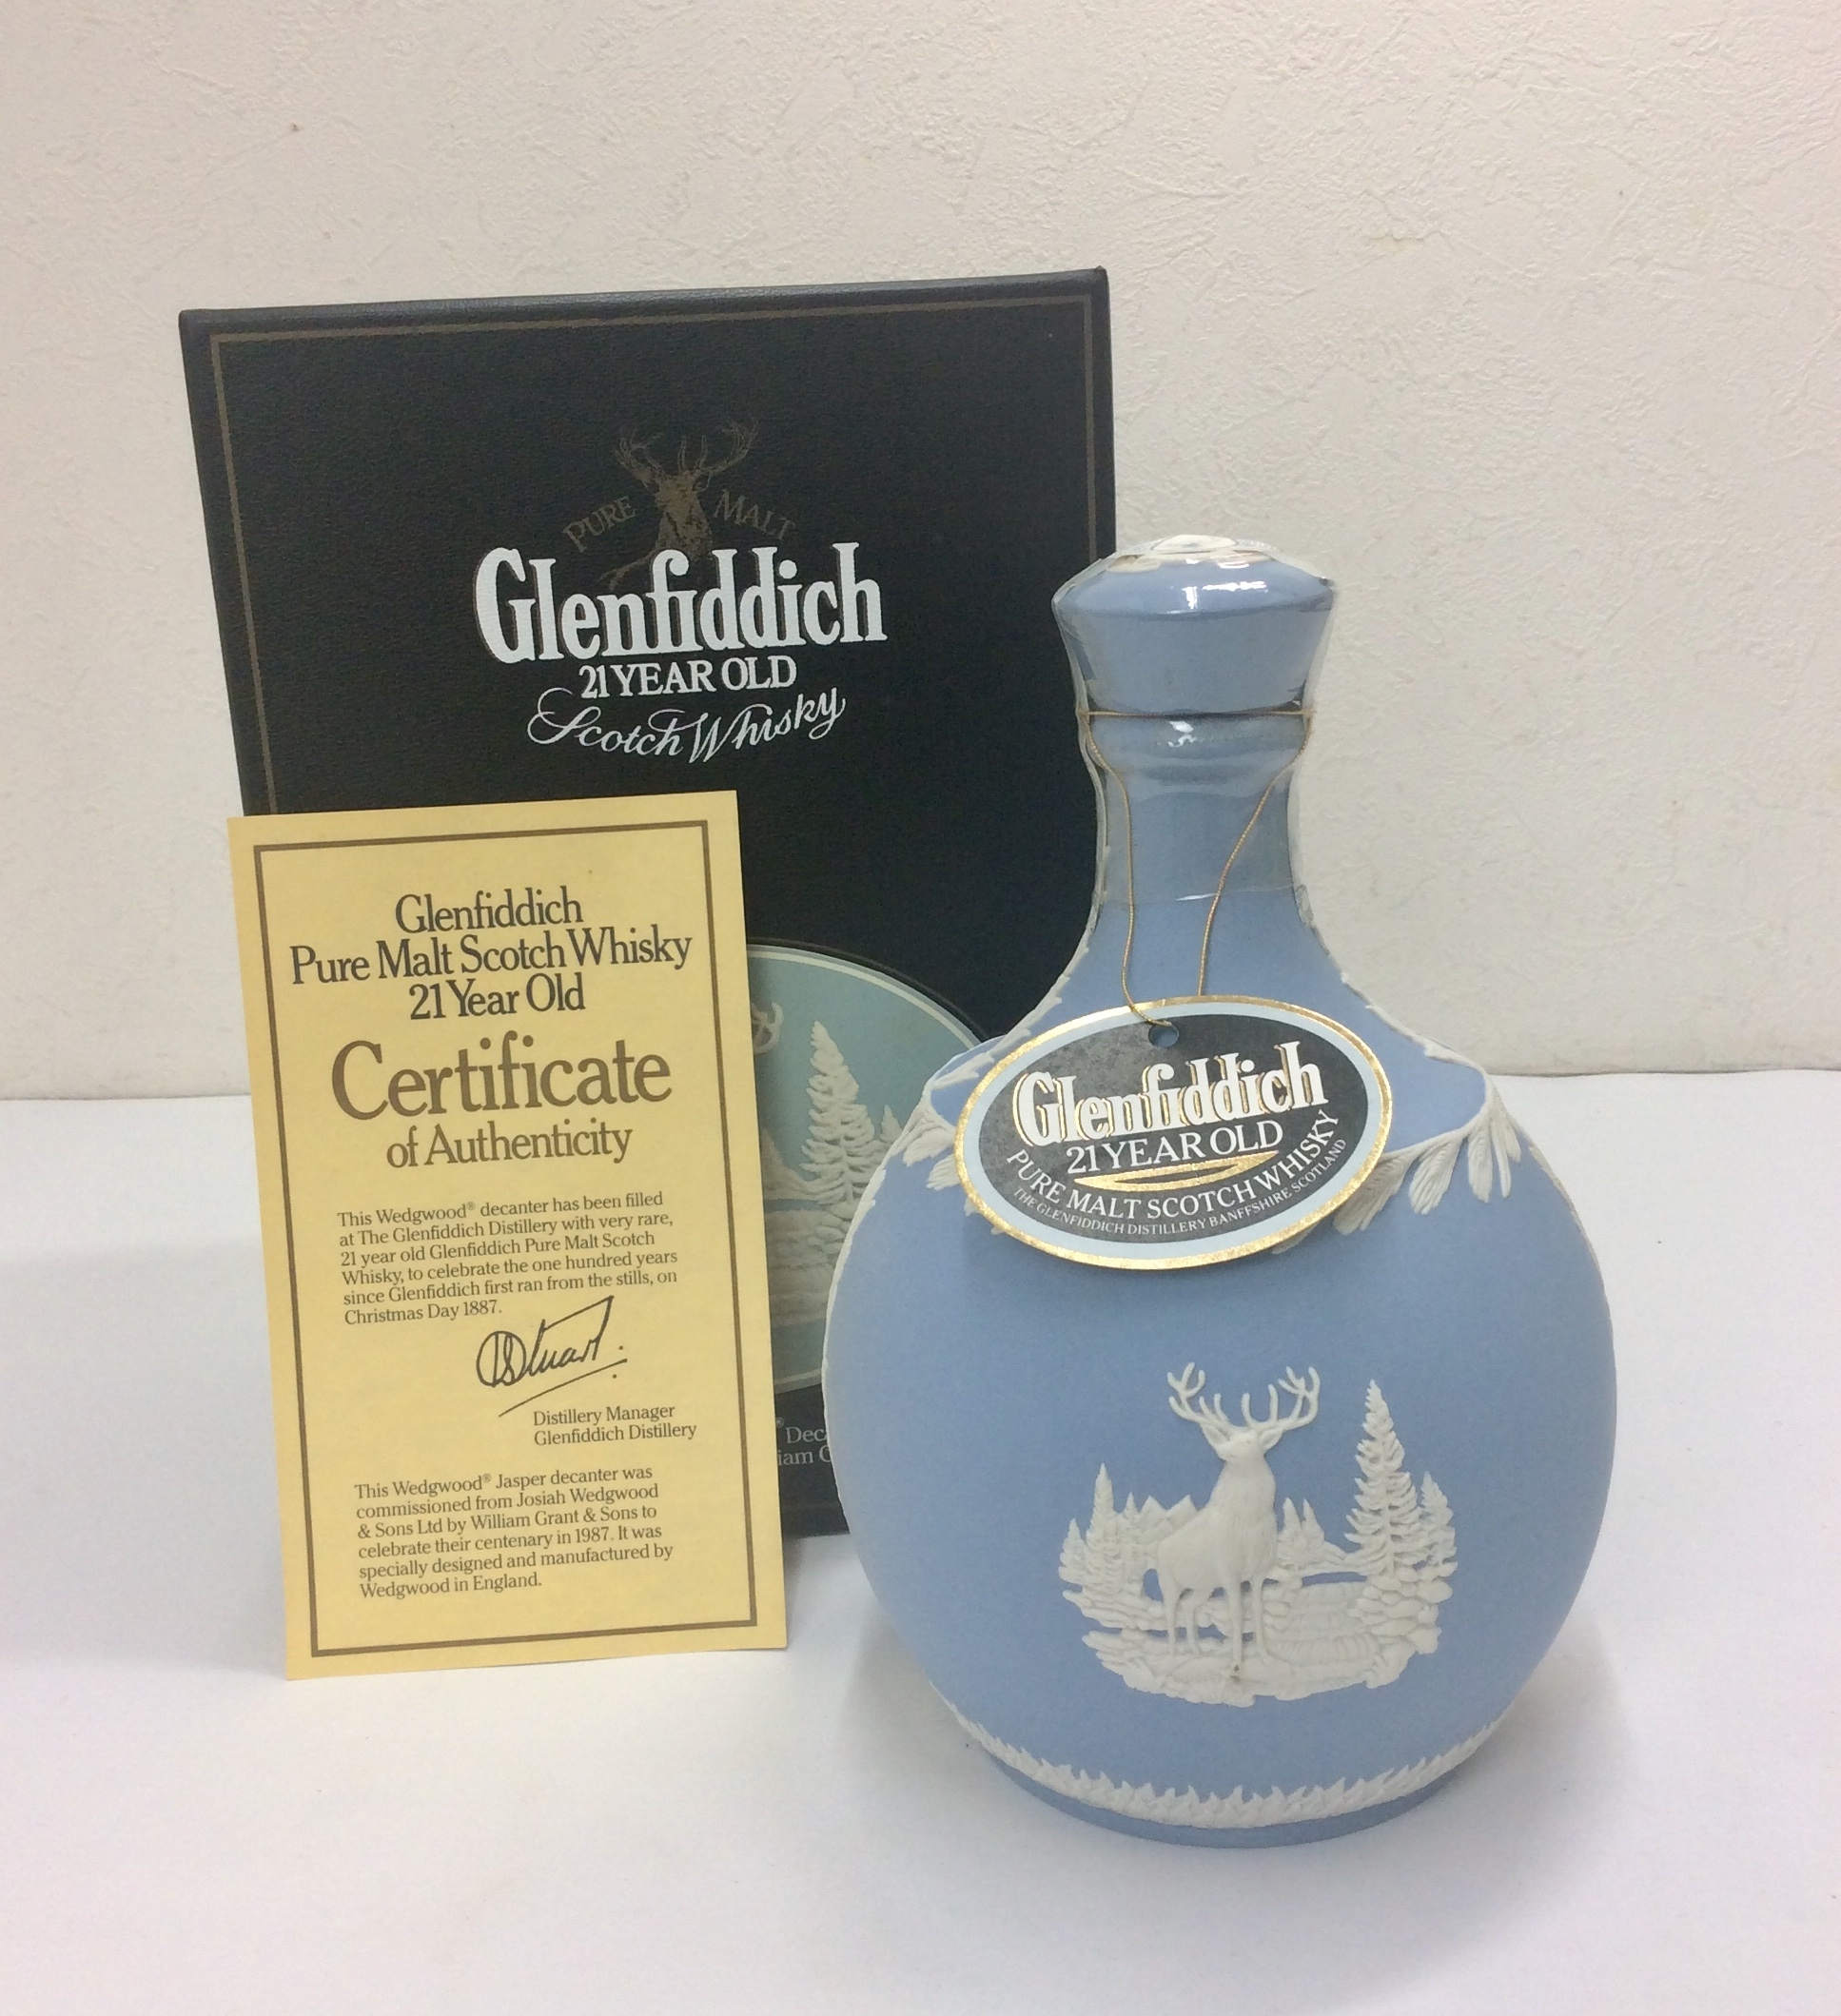 PURE MALT
Glenfiddich
21 YEAR OLD
Scotch Whisky
Glenfiddich
Pure Malt Scotch Whisky
21 Year Old
Certificate
of Authenticity
This Wedgwood® decanter has been filled
at The Glenfiddich Distillery with very rare,
21 year old Glenfiddich Pure Malt Scotch
Whisky, to celebrate the one hundred years
since Glenfiddich first ran from the stills, on
Christmas Day 1887.
Distillery Manager
Glenfiddich Distillery
This Wedgwood® Jasper decanter was
commissioned from Josiah Wedgwood
& Sons Ltd by William Grant & Sons to
celebrate their centenary in 1987. It was
specially designed and manufactured by
Wedgwood in England.
Glenfiddich
21 YEAR OLD
PURE MALT SCOTCH WHISKY
THE GLENFIDDICH DISTILLERY BANFFSHIRE SCOTLAND